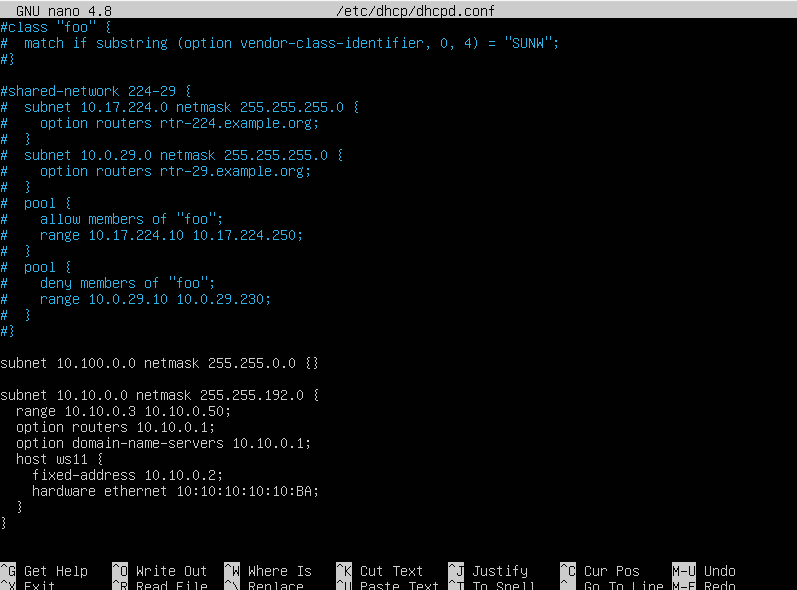 GNU nano 4.8 /etc/dhcp/dhcpd.conf
#class "foo" {
#  match if substring (option vendor-class-identifier, 0, 4) = "SUNW";
#}

#shared-network 224-29 {
#  subnet 10.17.224.0 netmask 255.255.255.0 {
#    option routers rtr-224.example.org;
#  }
#  subnet 10.0.29.0 netmask 255.255.255.0 {
#    option routers rtr-29.example.org;
#  }
#  pool {
#    allow members of "foo";
#    range 10.17.224.10 10.17.224.250;
#  }
#  pool {
#    deny members of "foo";
#    range 10.0.29.10 10.0.29.230;
#  }
#}

subnet 10.100.0.0 netmask 255.255.0.0 {}

subnet 10.10.0.0 netmask 255.255.192.0 {
  range 10.10.0.3 10.10.0.50;
  option routers 10.10.0.1;
  option domain-name-servers 10.10.0.1;
  host ws11 {
    fixed-address 10.10.0.2;
    hardware ethernet 10:10:10:10:10:BA;
  }
}

^G Get Help ^O Write Out ^W Where Is ^K Cut Text ^J Justify ^C Cur Pos M-U Undo
^X Exit ^R Read File ^\ Replace ^U Paste Text ^T To Spell ^_ Go To Line M-E Redo